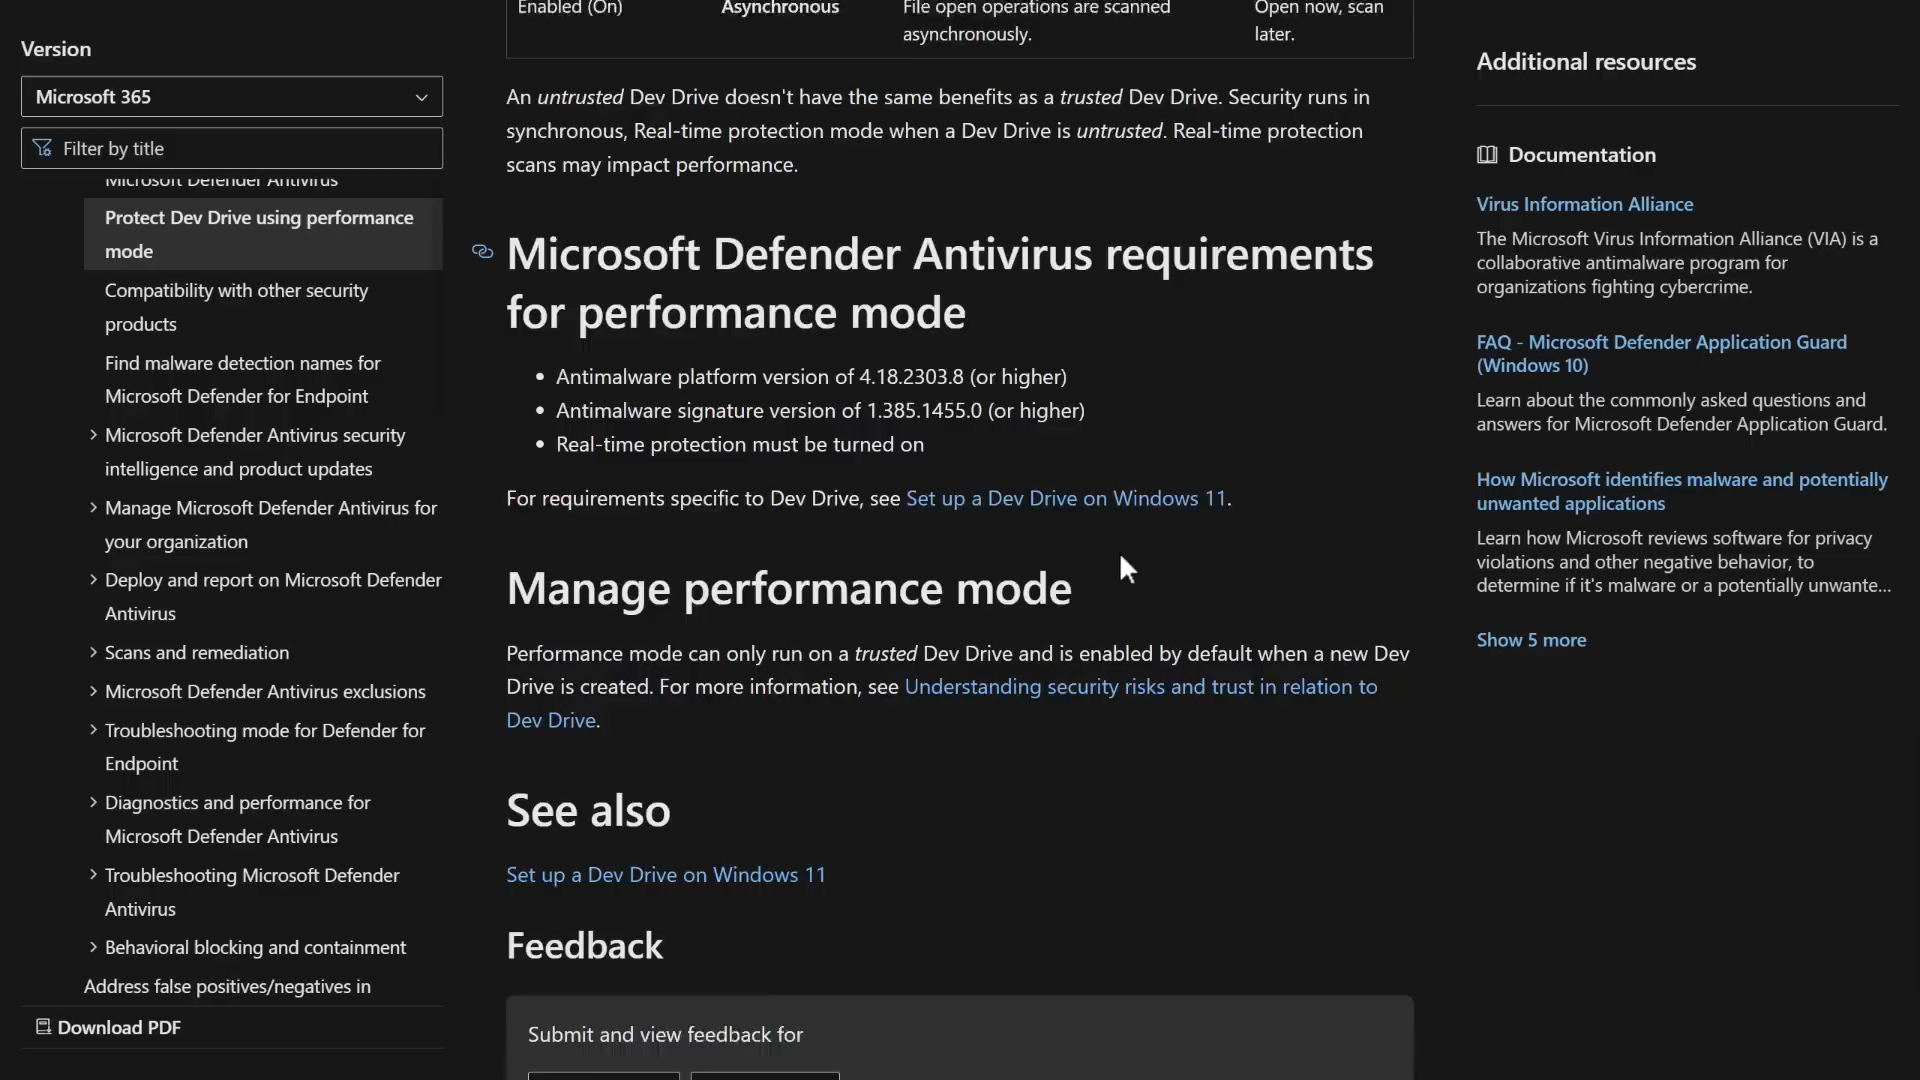 Version
Microsoft 365
Filter by title
Microsoft Defender Antivirus
Protect Dev Drive using performance
mode
Compatibility with other security
products
Find malware detection names for
Microsoft Defender for Endpoint
Microsoft Defender Antivirus security
intelligence and product updates
Manage Microsoft Defender Antivirus for
your organization
Deploy and report on Microsoft Defender
Antivirus
Scans and remediation
Microsoft Defender Antivirus exclusions
Troubleshooting mode for Defender for
Endpoint
Diagnostics and performance for
Microsoft Defender Antivirus
Troubleshooting Microsoft Defender
Antivirus
Behavioral blocking and containment
Address false positives/negatives in
Download PDF
Enabled (On) Asynchronous File open operations are scanned Open now, scan
asynchronously. later.
An untrusted Dev Drive doesn't have the same benefits as a trusted Dev Drive. Security runs in
synchronous, Real-time protection mode when a Dev Drive is untrusted. Real-time protection
scans may impact performance.
Microsoft Defender Antivirus requirements
for performance mode
• Antimalware platform version of 4.18.2303.8 (or higher)
• Antimalware signature version of 1.385.1455.0 (or higher)
• Real-time protection must be turned on
For requirements specific to Dev Drive, see Set up a Dev Drive on Windows 11.
Manage performance mode
Performance mode can only run on a trusted Dev Drive and is enabled by default when a new Dev
Drive is created. For more information, see Understanding security risks and trust in relation to
Dev Drive.
See also
Set up a Dev Drive on Windows 11
Feedback
Submit and view feedback for
Additional resources
Documentation
Virus Information Alliance
The Microsoft Virus Information Alliance (VIA) is a
collaborative antimalware program for
organizations fighting cybercrime.
FAQ - Microsoft Defender Application Guard
(Windows 10)
Learn about the commonly asked questions and
answers for Microsoft Defender Application Guard.
How Microsoft identifies malware and potentially
unwanted applications
Learn how Microsoft reviews software for privacy
violations and other negative behavior, to
determine if it's malware or a potentially unwante...
Show 5 more